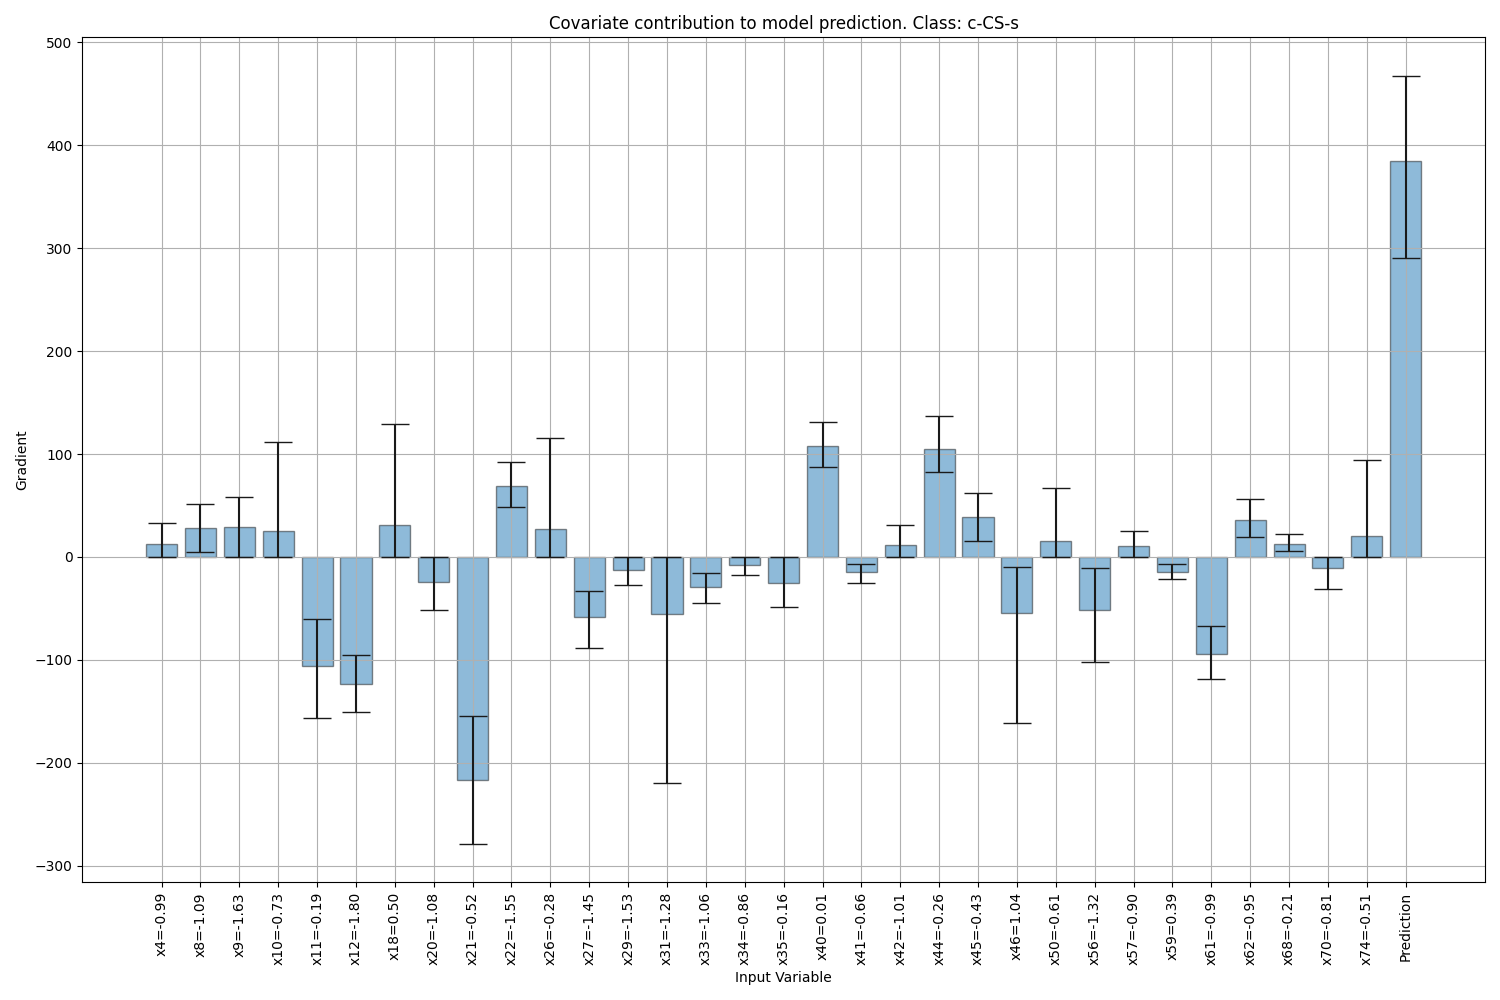 Covariate contribution to model prediction. Class: c-CS-s
500
400
300
200
100
0
−100
−200
−300
Gradient
x4=-0.99
x8=-1.09
x9=-1.63
x10=-0.73
x11=-0.19
x12=-1.80
x18=0.50
x20=-1.08
x21=-0.52
x22=-1.55
x26=-0.28
x27=-1.45
x29=-1.53
x31=-1.28
x33=-1.06
x34=-0.86
x35=-0.16
x40=0.01
x41=-0.66
x42=-1.01
x44=-0.26
x45=-0.43
x46=-1.04
x50=-0.61
x56=-1.32
x57=-0.90
x59=0.39
x61=-0.99
x62=-0.95
x68=-0.21
x70=-0.81
x74=-0.51
Prediction
Input Variable